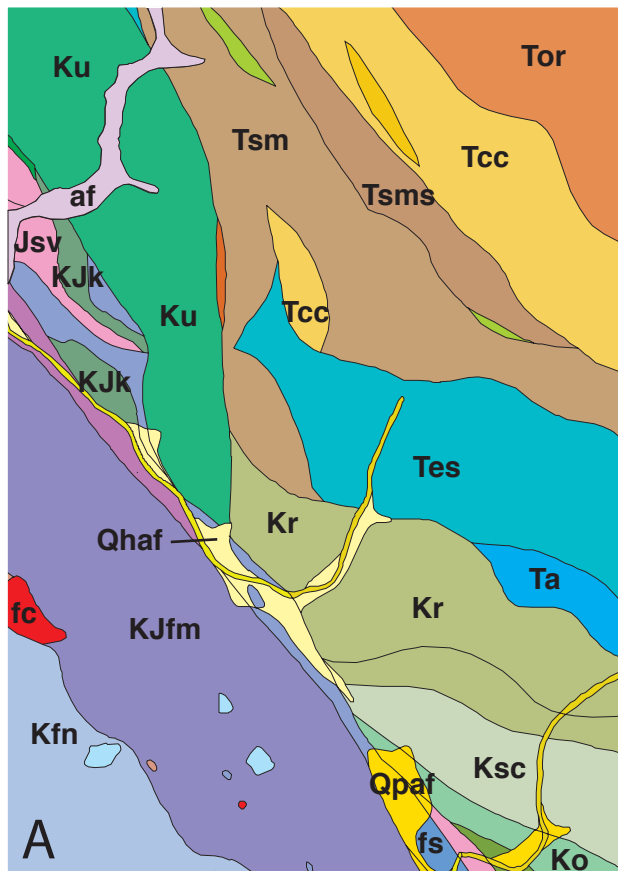 Ku
Tor
Tsm
Tcc
af
Tsms
Jsv
KJk
Ku
Tcc
KJk
Tes
Kr
Qhaf
Ta
fc
KJfm
Kr
Kfn
Ksc
Qpaf
fs
A
Ko